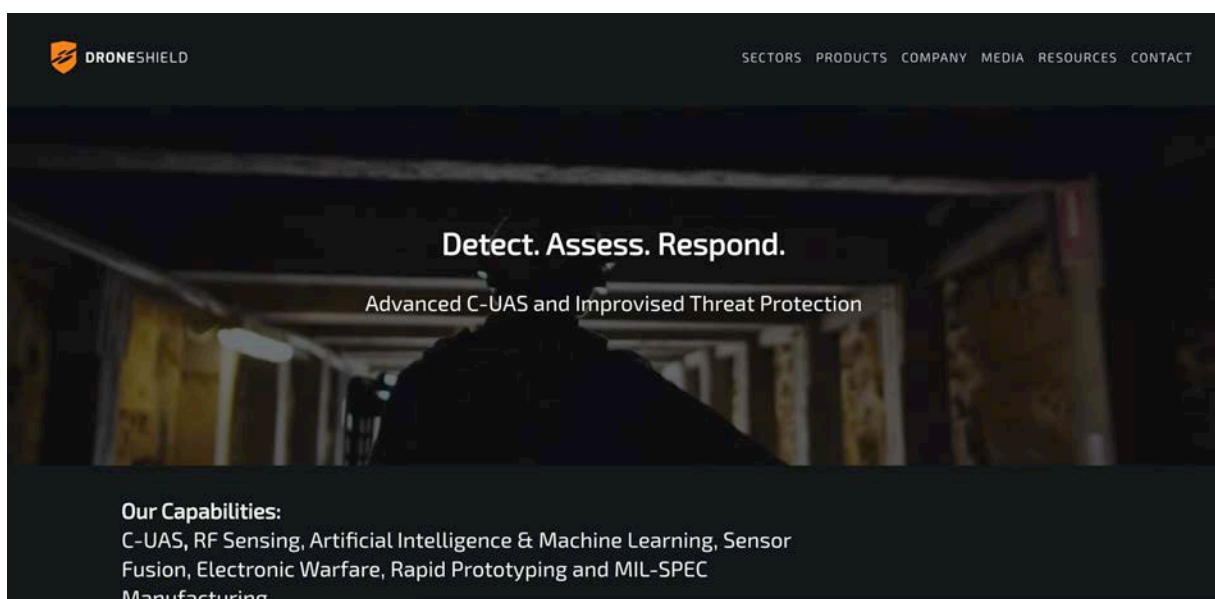 DRONESHIELD
SECTORS PRODUCTS COMPANY MEDIA RESOURCES CONTACT
Detect. Assess. Respond.
Advanced C-UAS and Improvised Threat Protection
Our Capabilities:
C-UAS, RF Sensing, Artificial Intelligence & Machine Learning, Sensor
Fusion, Electronic Warfare, Rapid Prototyping and MIL-SPEC
Manufacturing